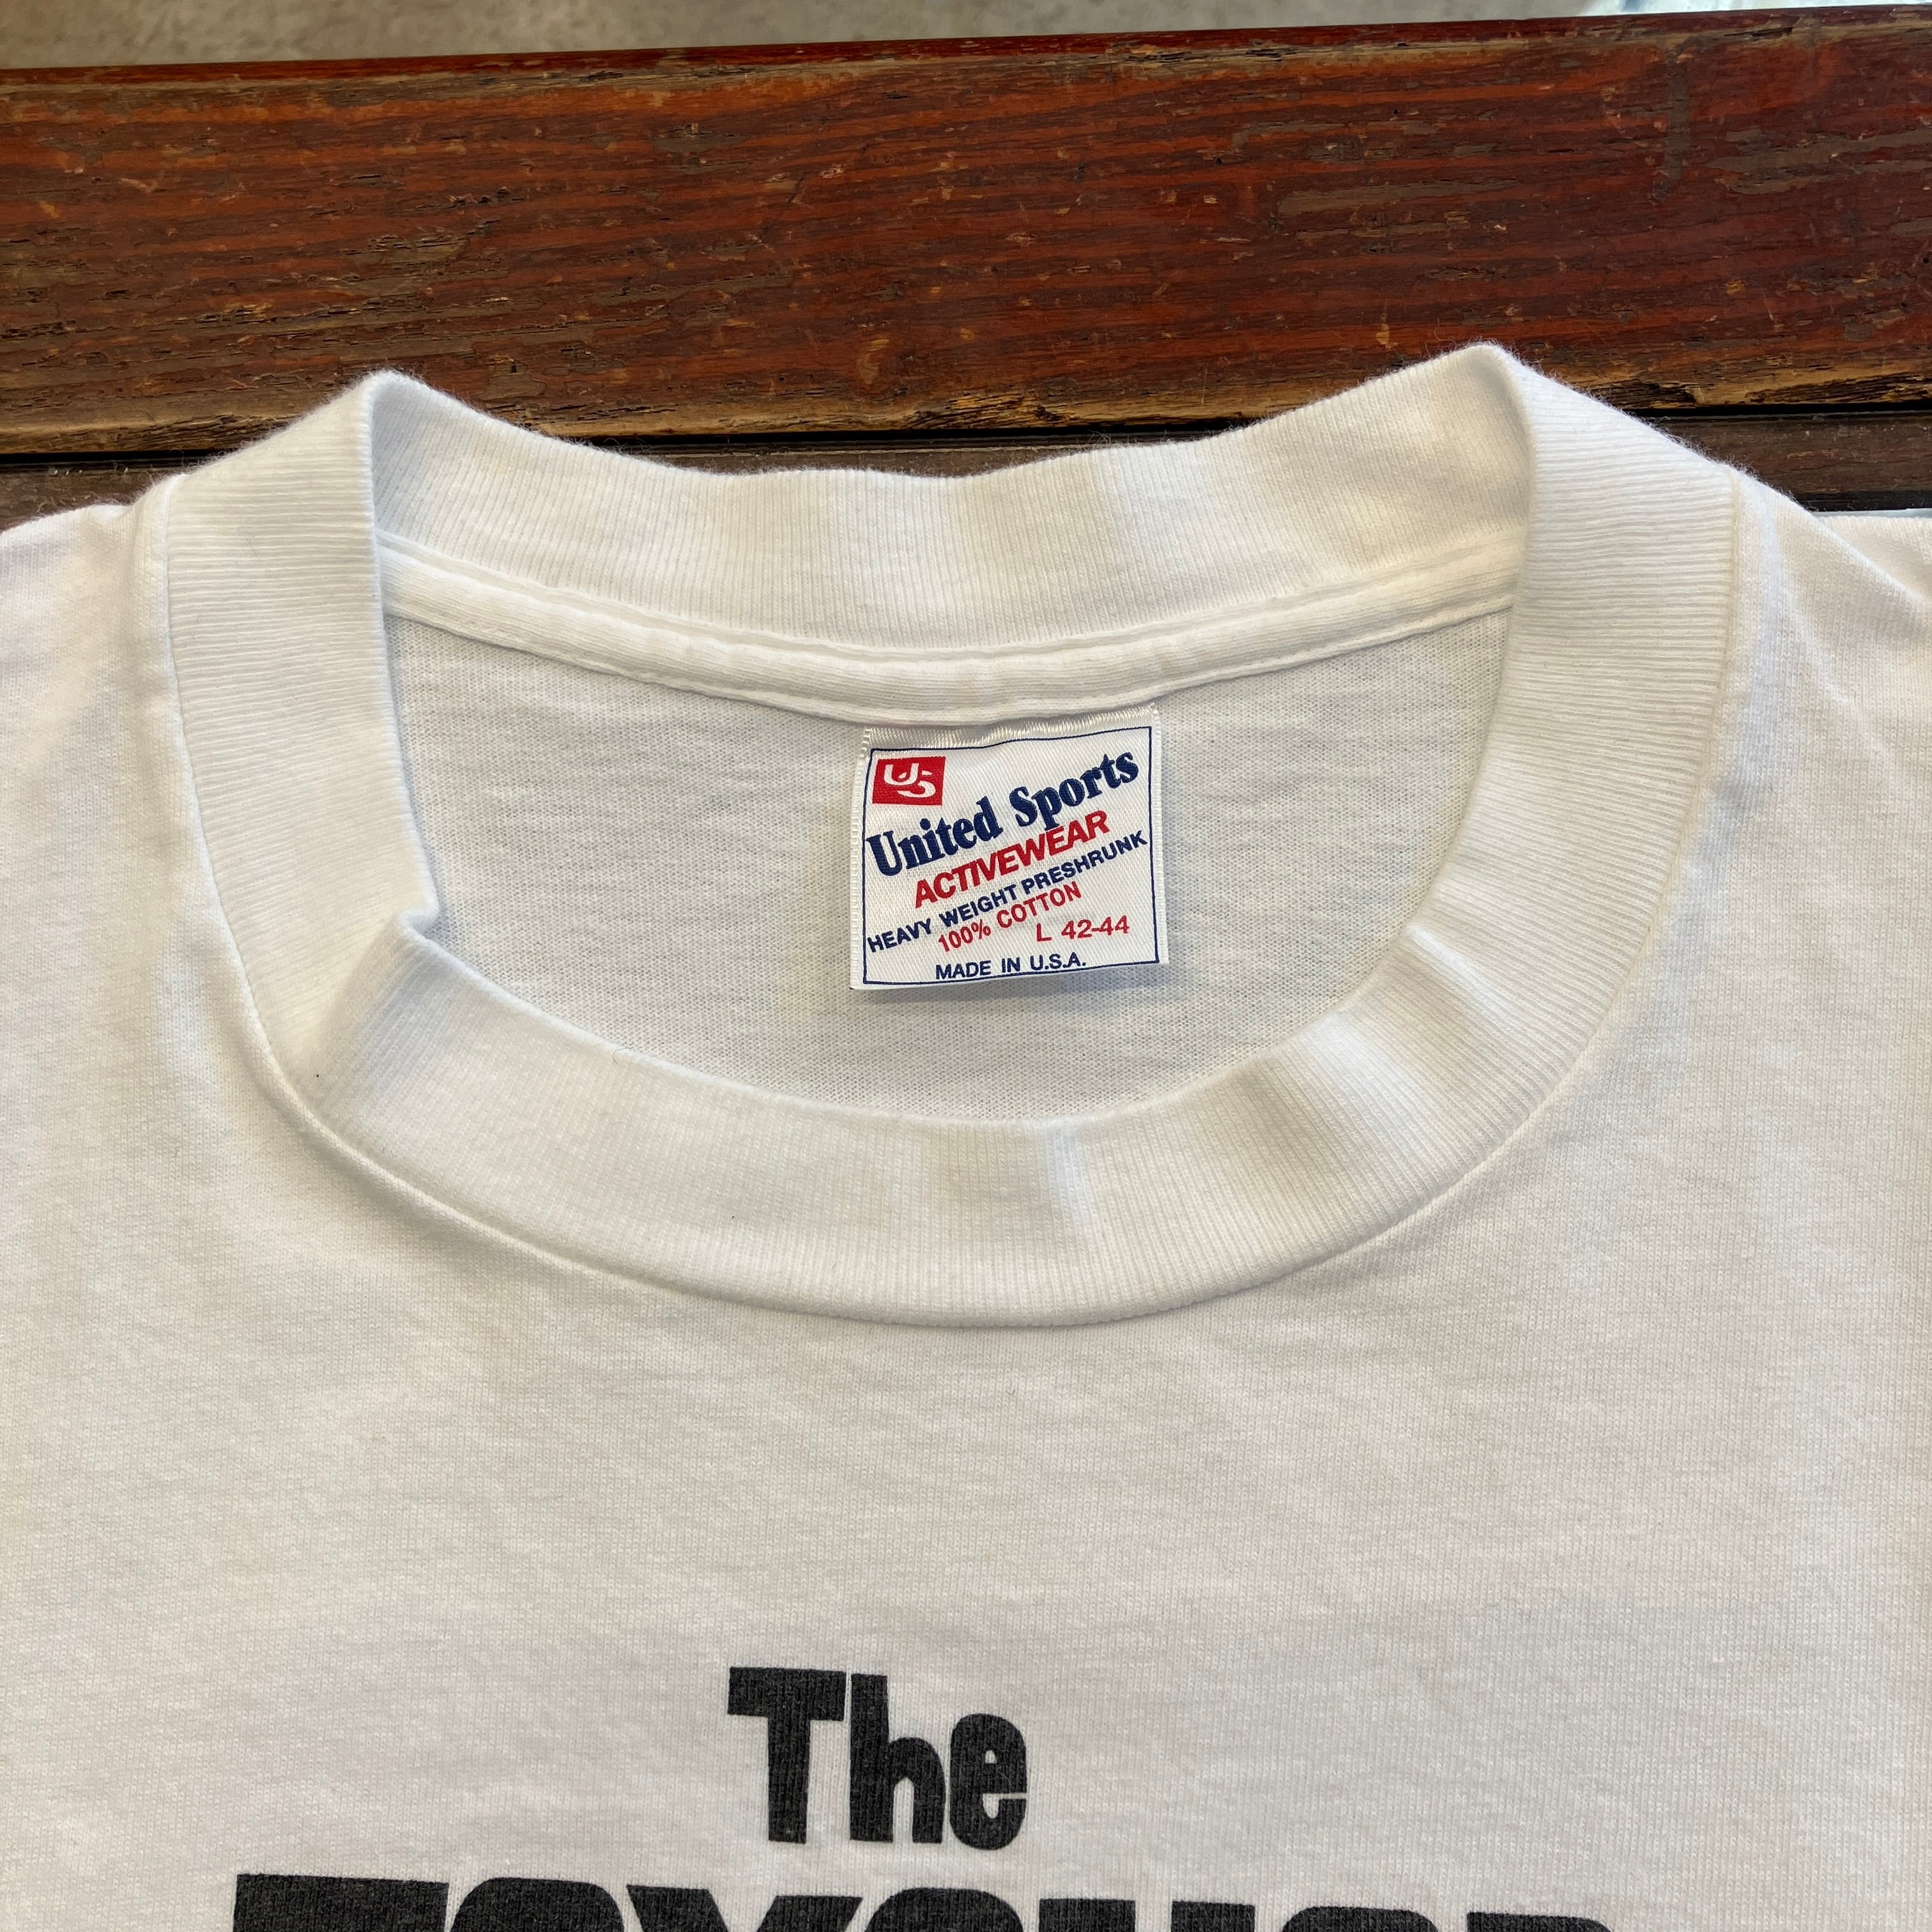 US
United Sports
ACTIVEWEAR
HEAVY WEIGHT PRESHRUNK
100% COTTON
L 42-44
MADE IN U.S.A.
The